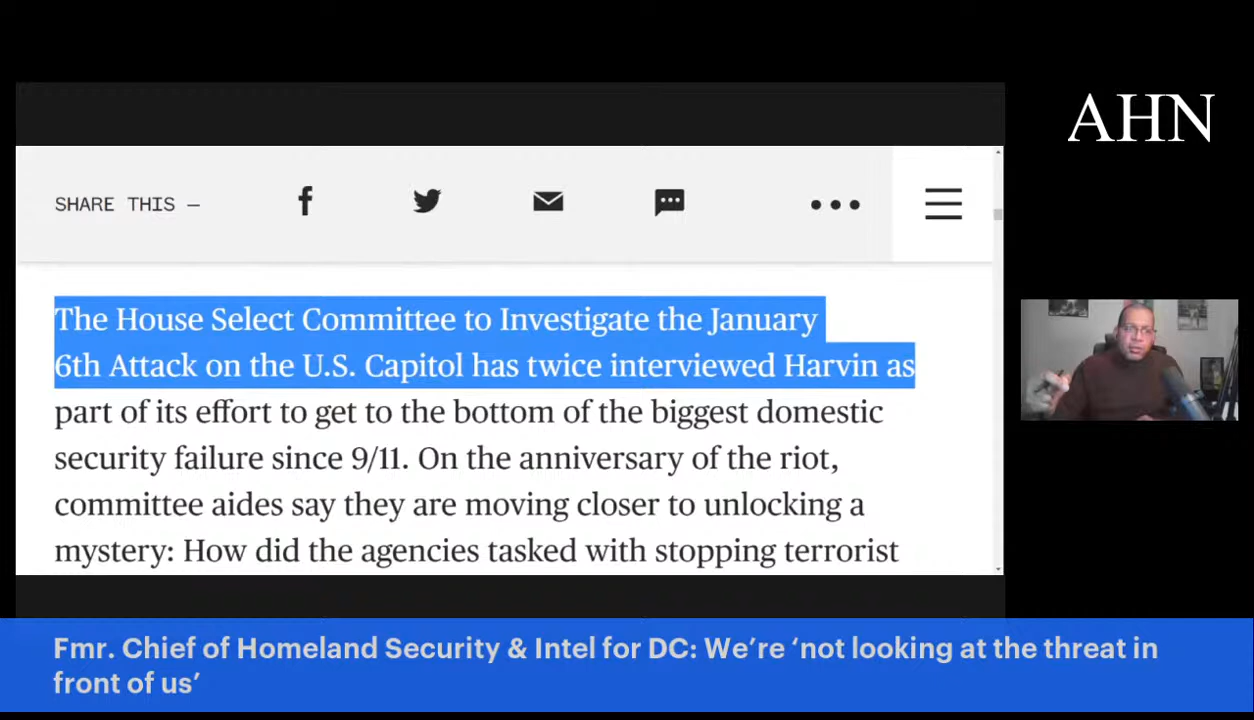 AHN
SHARE THIS —
The House Select Committee to Investigate the January
6th Attack on the U.S. Capitol has twice interviewed Harvin as
part of its effort to get to the bottom of the biggest domestic
security failure since 9/11. On the anniversary of the riot,
committee aides say they are moving closer to unlocking a
mystery: How did the agencies tasked with stopping terrorist
Fmr. Chief of Homeland Security & Intel for DC: We’re ‘not looking at the threat in
front of us’